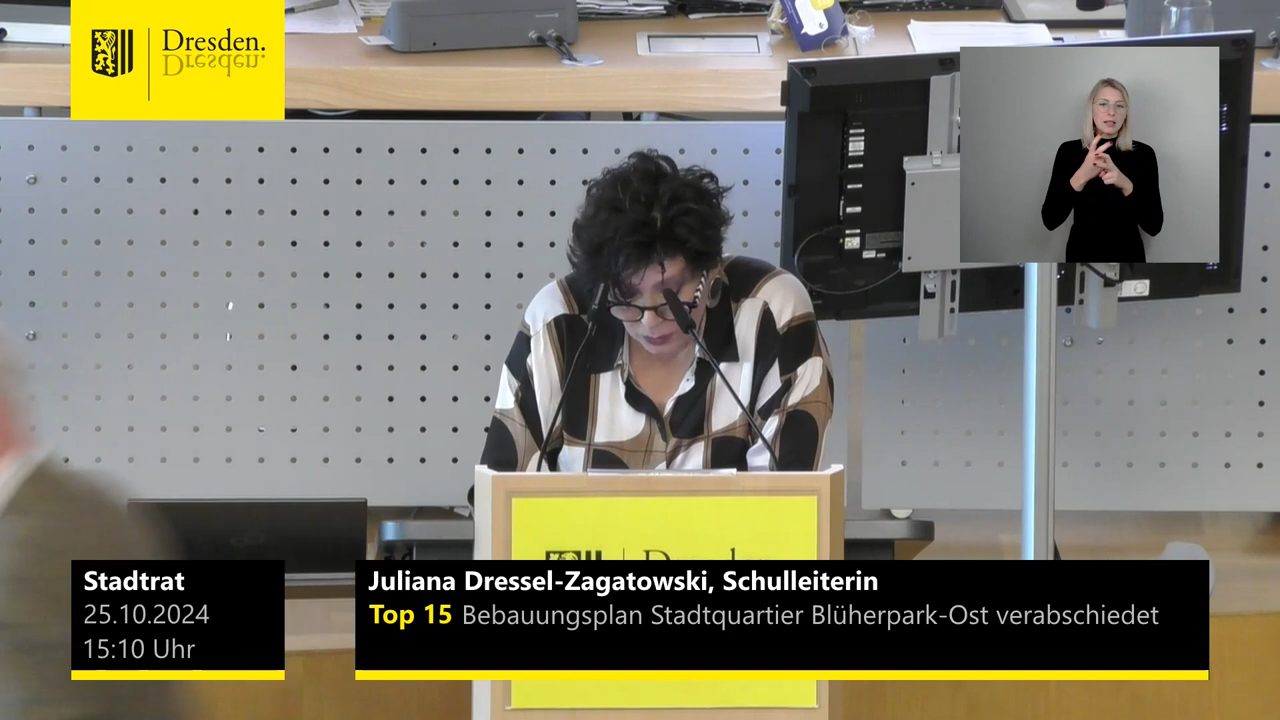 Dresden.
Dresden.
Stadtrat
25.10.2024
15:10 Uhr
Juliana Dressel-Zagatowski, Schulleiterin
Top 15 Bebauungsplan Stadtquartier Blüherpark-Ost verabschiedet